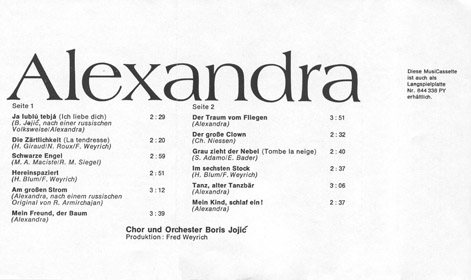 Alexandra
Diese MusiCassette
ist auch als
Langspielplatte
Nr. 844 338 PY
erhältlich.
Seite 1
Ja lublü tebjá (Ich liebe dich) 2:29
(B. Jojić, nach einer russischen
Volksweise/Alexandra)
Die Zärtlichkeit (La tendresse) 2:20
(H. Giraud/N. Roux/F. Weyrich)
Schwarze Engel 2:59
(M. A. Maciste/R. M. Siegel)
Hereinspaziert 2:51
(H. Blum/F. Weyrich)
Am großen Strom 3:12
(Alexandra, nach einem russischen
Original von R. Armirchajan)
Mein Freund, der Baum 3:39
(Alexandra)
Seite 2
Der Traum vom Fliegen 3:51
(Alexandra)
Der große Clown 2:32
(Ch. Niessen)
Grau zieht der Nebel (Tombe la neige) 2:40
(S. Adamo/E. Bader)
Im sechsten Stock 2:37
(H. Blum/F. Weyrich)
Tanz, alter Tanzbär 3:06
(Alexandra)
Mein Kind, schlaf ein! 2:37
(Alexandra)
Chor und Orchester Boris Jojić
Produktion: Fred Weyrich